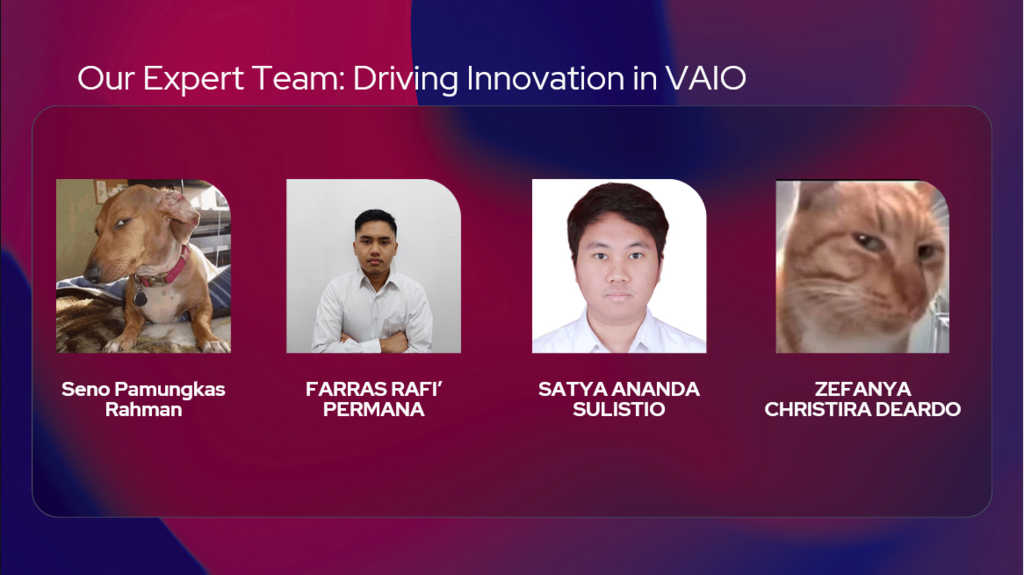 Our Expert Team: Driving Innovation in VAIO
Seno Pamungkas
Rahman
FARRAS RAFI’
PERMANA
SATYA ANANDA
SULISTIO
ZEFANYA
CHRISTIRA DEARDO